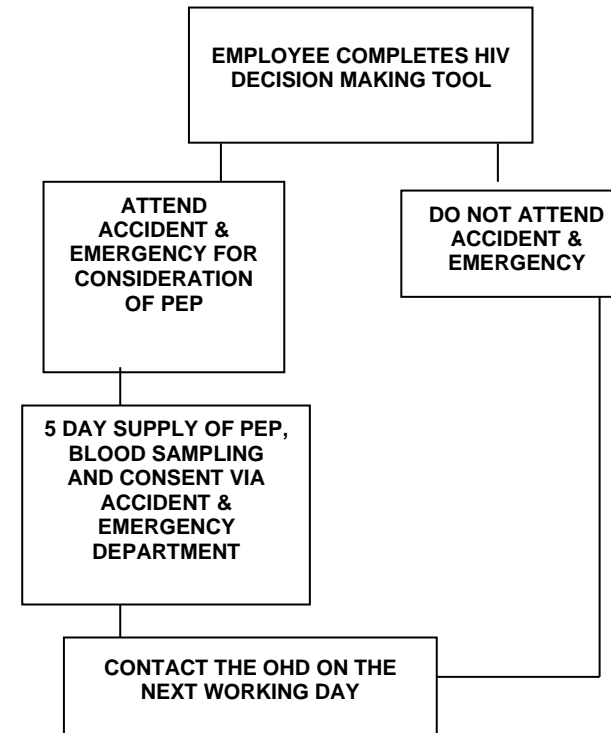 EMPLOYEE COMPLETES HIV
DECISION MAKING TOOL
ATTEND
ACCIDENT &
EMERGENCY FOR
CONSIDERATION
OF PEP
DO NOT ATTEND
ACCIDENT &
EMERGENCY
5 DAY SUPPLY OF PEP,
BLOOD SAMPLING
AND CONSENT VIA
ACCIDENT &
EMERGENCY
DEPARTMENT
CONTACT THE OHD ON THE
NEXT WORKING DAY